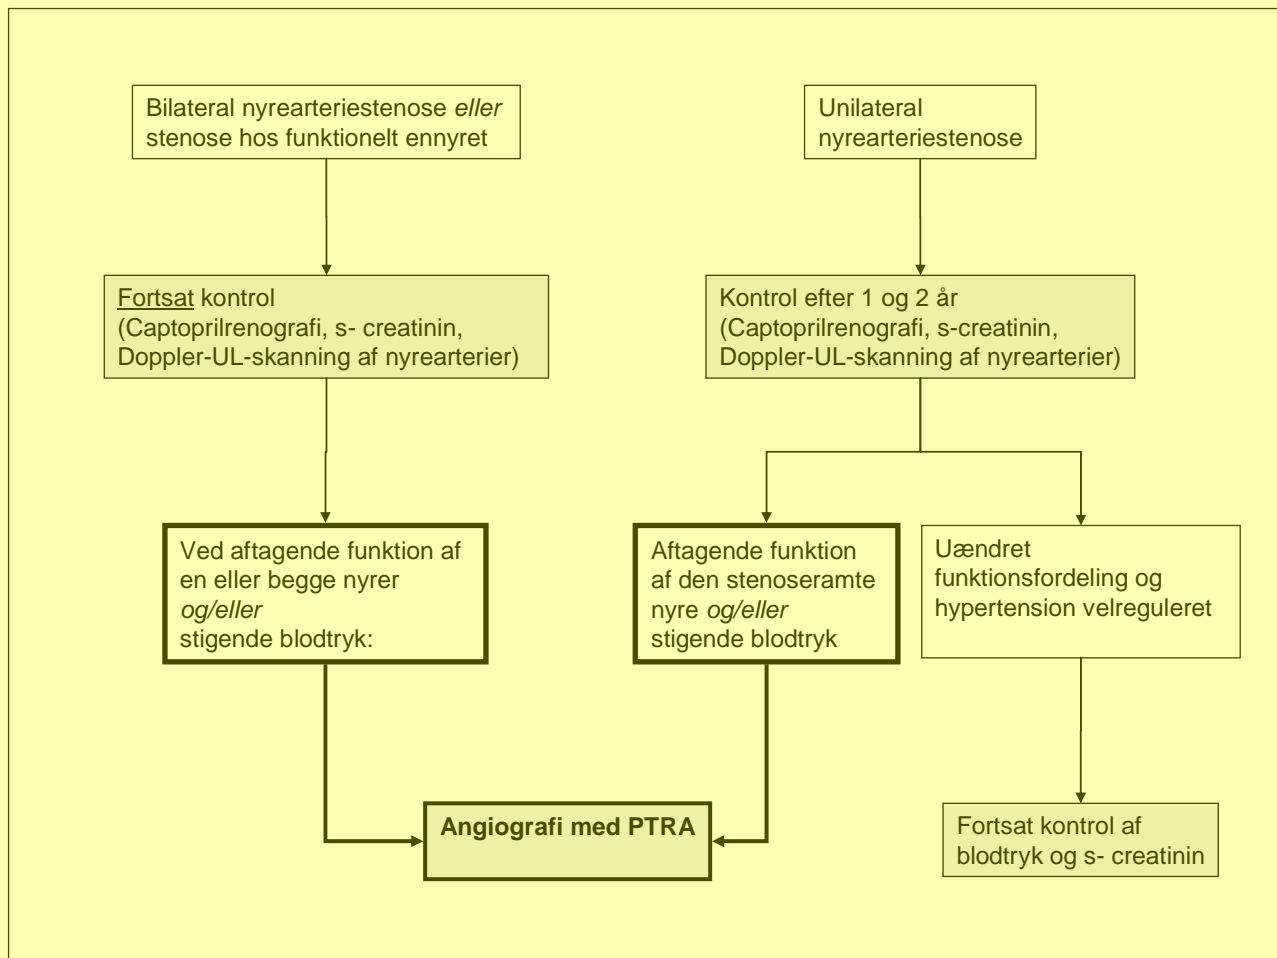 Bilateral nyrearteriestenose eller
stenose hos funktionelt ennyret
Unilateral
nyrearteriestenose
Fortsat kontrol
(Captoprilrenografi, s- creatinin,
Doppler-UL-skanning af nyrearterier)
Kontrol efter 1 og 2 år
(Captoprilrenografi, s-creatinin,
Doppler-UL-skanning af nyrearterier)
Ved aftagende funktion af
en eller begge nyrer
og/eller
stigende blodtryk:
Aftagende funktion
af den stenoseramte
nyre og/eller
stigende blodtryk
Uændret
funktionsfordeling og
hypertension velreguleret
Angiografi med PTRA
Fortsat kontrol af
blodtryk og s- creatinin